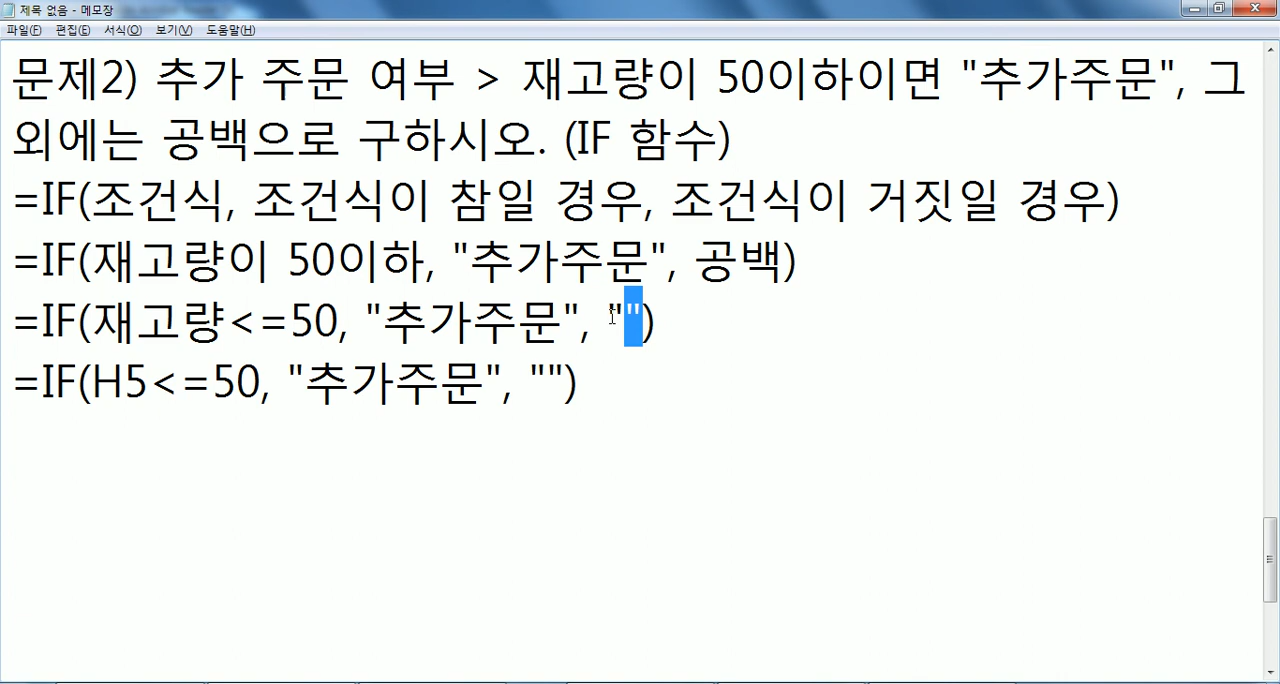 제목 없음 - 메모장
파일(F) 편집(E) 서식(O) 보기(V) 도움말(H)
문제2) 추가 주문 여부 > 재고량이 50이하이면 "추가주문", 그
외에는 공백으로 구하시오. (IF 함수)
=IF(조건식, 조건식이 참일 경우, 조건식이 거짓일 경우)
=IF(재고량이 50이하, "추가주문", 공백)
=IF(재고량<=50, "추가주문", "")
=IF(H5<=50, "추가주문", "")